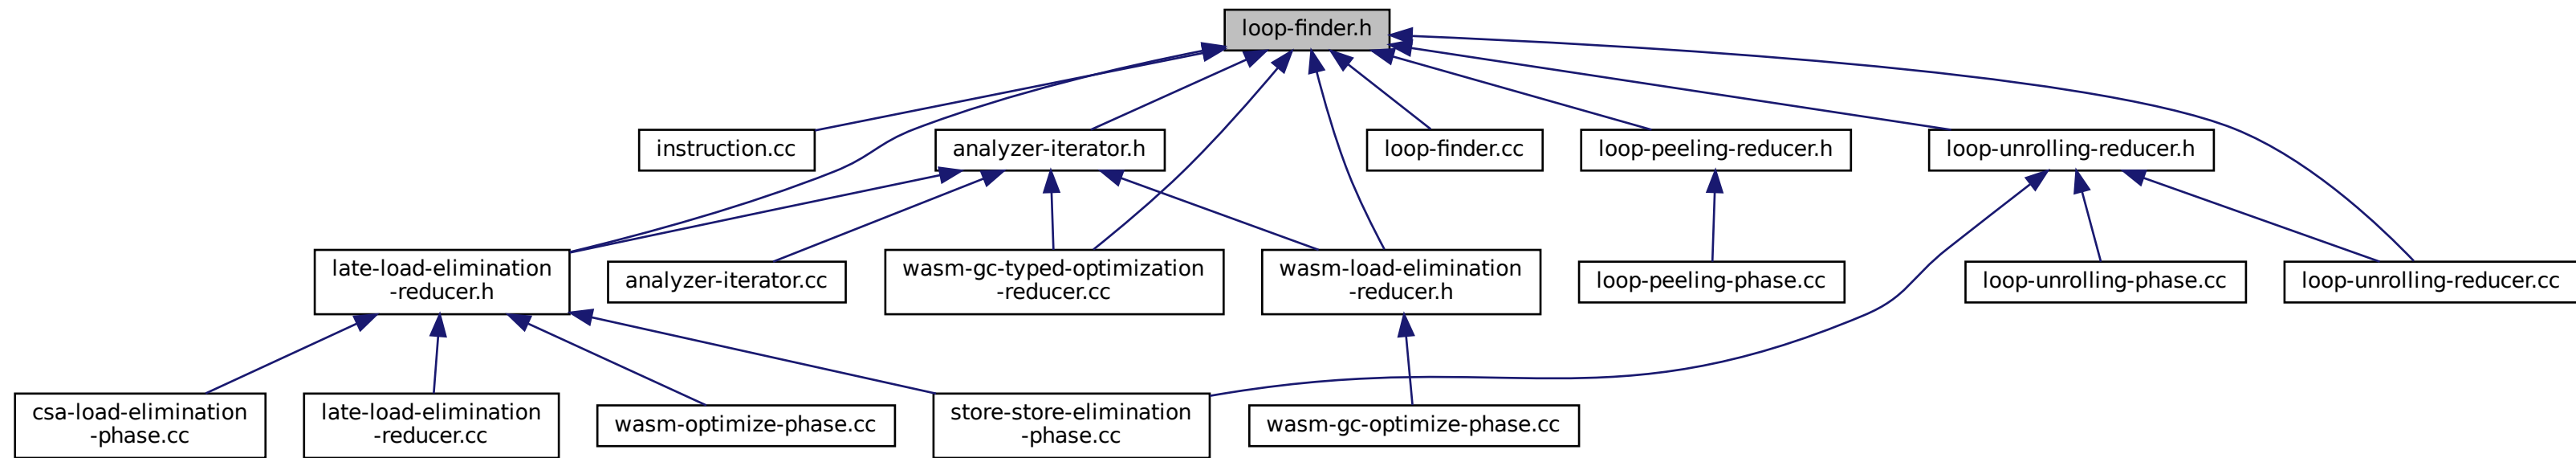 loop-finder.h
instruction.cc
analyzer-iterator.h
loop-finder.cc
loop-peeling-reducer.h
loop-unrolling-reducer.h
late-load-elimination
-reducer.h
analyzer-iterator.cc
wasm-gc-typed-optimization
-reducer.cc
wasm-load-elimination
-reducer.h
loop-peeling-phase.cc
loop-unrolling-phase.cc
loop-unrolling-reducer.cc
csa-load-elimination
-phase.cc
late-load-elimination
-reducer.cc
wasm-optimize-phase.cc
store-store-elimination
-phase.cc
wasm-gc-optimize-phase.cc